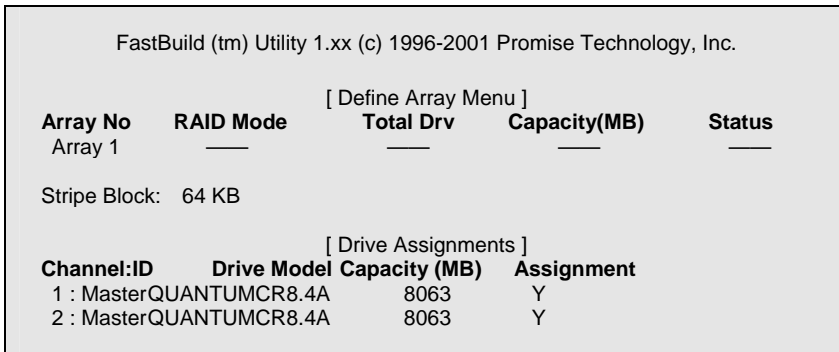 FastBuild (tm) Utility 1.xx (c) 1996-2001 Promise Technology, Inc.
[ Define Array Menu ]
Array No RAID Mode Total Drv Capacity(MB) Status
Array 1 —— —— —— ——
Stripe Block: 64 KB
[ Drive Assignments ]
Channel:ID Drive Model Capacity (MB) Assignment
1 : MasterQUANTUMCR8.4A 8063 Y
2 : MasterQUANTUMCR8.4A 8063 Y